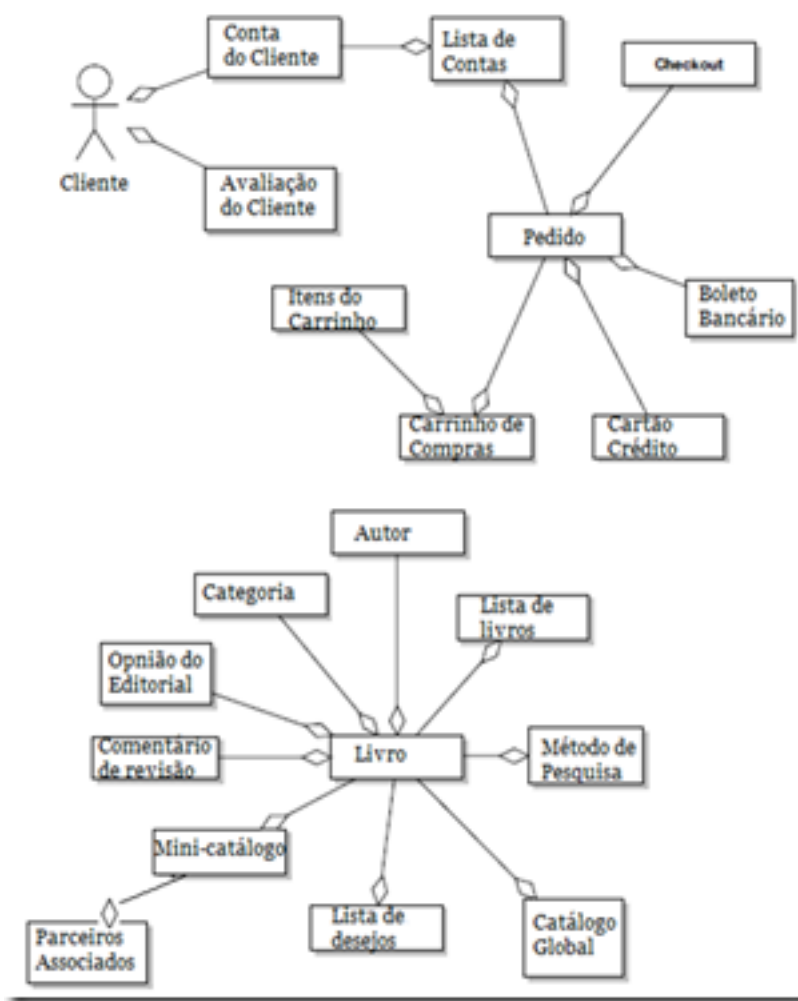 Conta
do Cliente
Lista de
Contas
Checkout
Cliente
Avaliação
do Cliente
Pedido
Itens do
Carrinho
Boleto
Bancário
Carrinho de
Compras
Cartão
Crédito
Autor
Categoria
Lista de
livros
Opnião do
Editorial
Comentário
de revisão
Livro
Método de
Pesquisa
Mini-catálogo
Lista de
desejos
Catálogo
Global
Parceiros
Associados